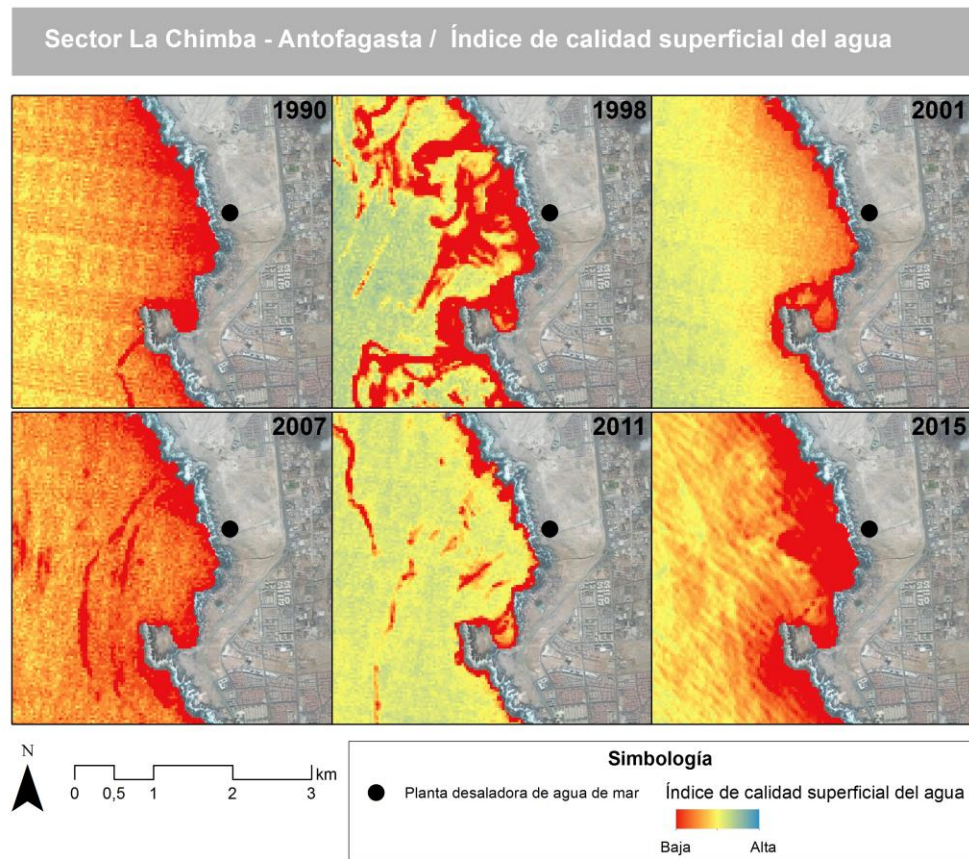 Sector La Chimba - Antofagasta / Índice de calidad superficial del agua
1990
1998
2001
2007
2011
2015
N
0 0,5 1 2 3 km
Simbología
Planta desaladora de agua de mar
Índice de calidad superficial del agua
Baja Alta